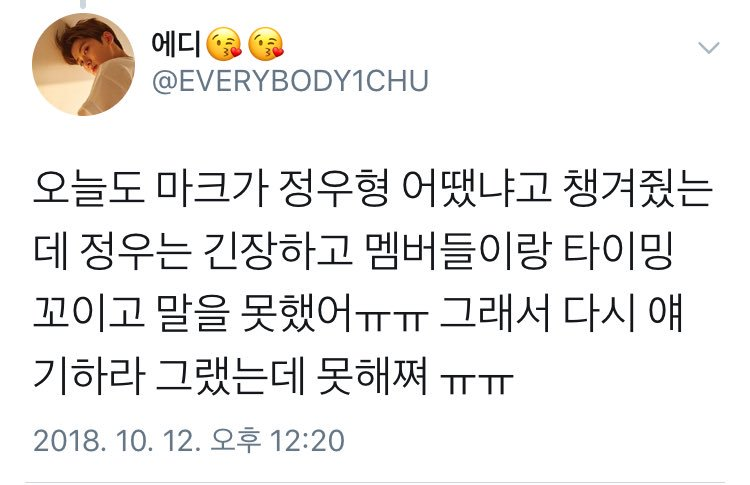 에디😘😘
@EVERYBODY1CHU
오늘도 마크가 정우형 어땠냐고 챙겨줬는
데 정우는 긴장하고 멤버들이랑 타이밍
꼬이고 말을 못했어ㅠㅠ 그래서 다시 얘
기하라 그랬는데 못해쪄 ㅠㅠ
2018. 10. 12. 오후 12:20